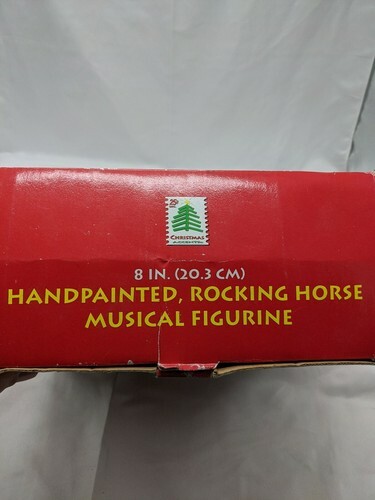 CHRISTMAS
8 IN. (20.3 CM)
HANDPAINTED, ROCKING HORSE
MUSICAL FIGURINE